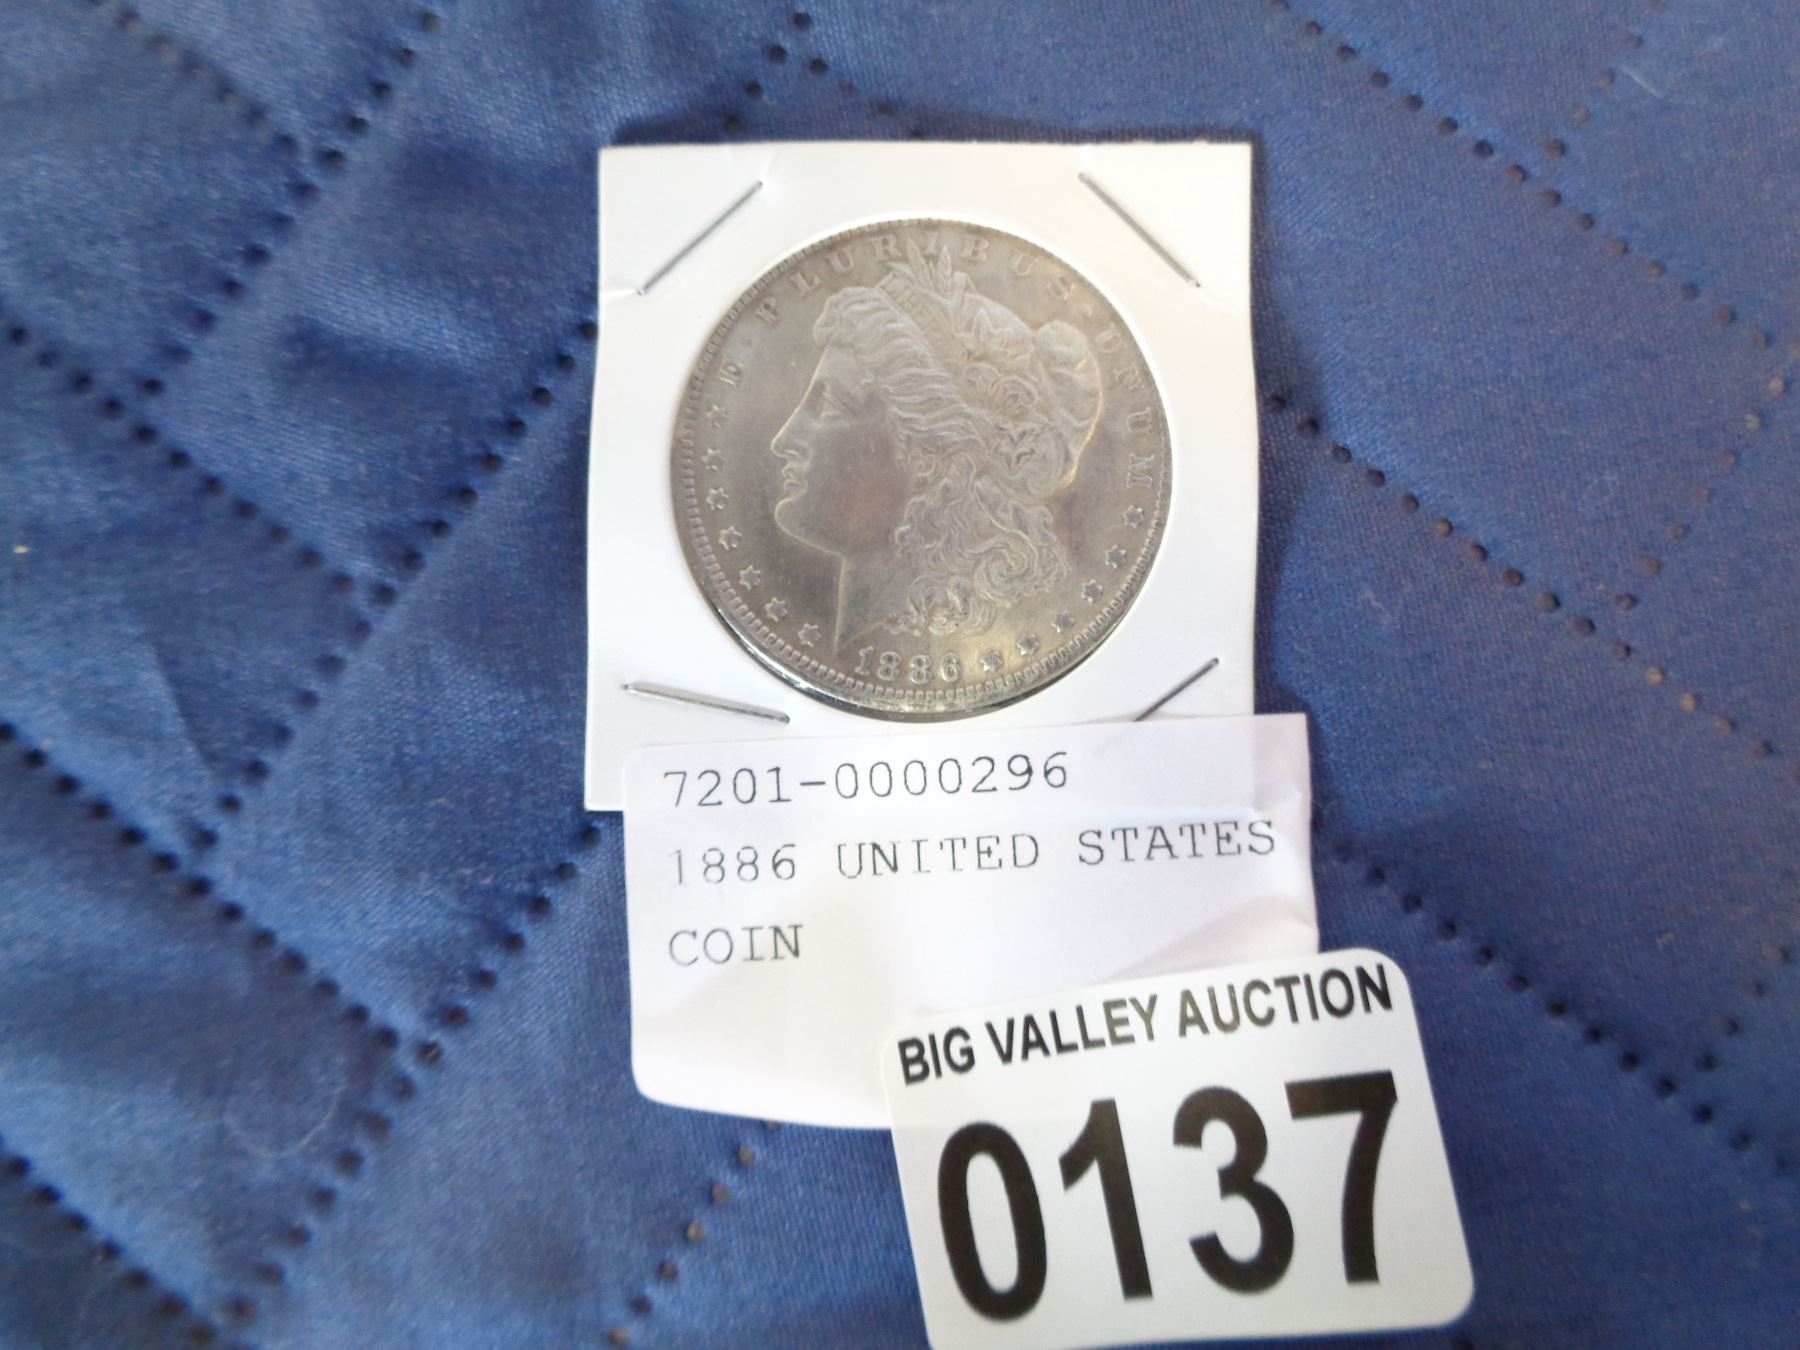 E · PLURIBUS · UNUM
1886
7201-0000296
1886 UNITED STATES
COIN
BIG VALLEY AUCTION
0137